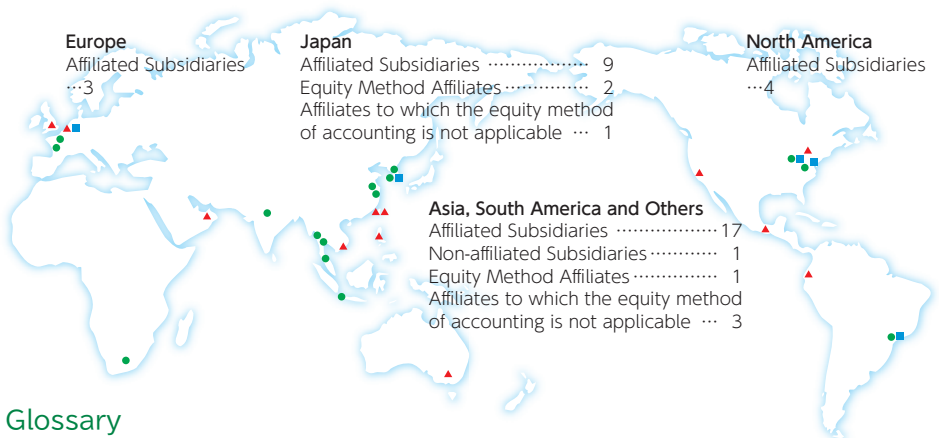 Europe
Affiliated Subsidiaries
…3
Japan
Affiliated Subsidiaries ……………… 9
Equity Method Affiliates …………… 2
Affiliates to which the equity method
of accounting is not applicable … 1
North America
Affiliated Subsidiaries
…4
Asia, South America and Others
Affiliated Subsidiaries ……………… 17
Non-affiliated Subsidiaries ………… 1
Equity Method Affiliates …………… 1
Affiliates to which the equity method
of accounting is not applicable … 3
Glossary